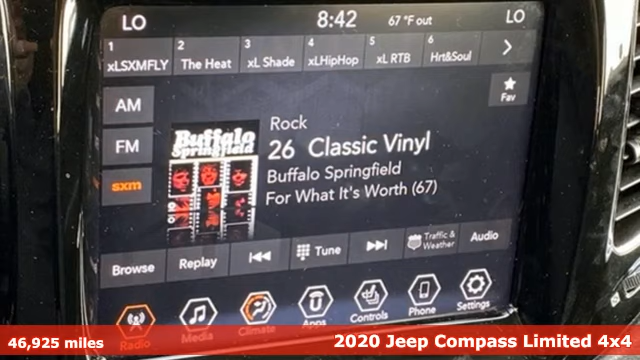 LO 8:42 67 °F out LO
1 2 3 4 5 6
xLSXMFLY The Heat xL Shade xLHipHop xL RTB Hrt&Soul
AM
Fav
FM
sxm
Buffalo
Springfield
Rock
26 Classic Vinyl
Buffalo Springfield
For What It's Worth (67)
Browse Replay Tune Traffic & Weather Audio
Radio Media Climate Apps Controls Phone Settings
46,925 miles
2020 Jeep Compass Limited 4x4